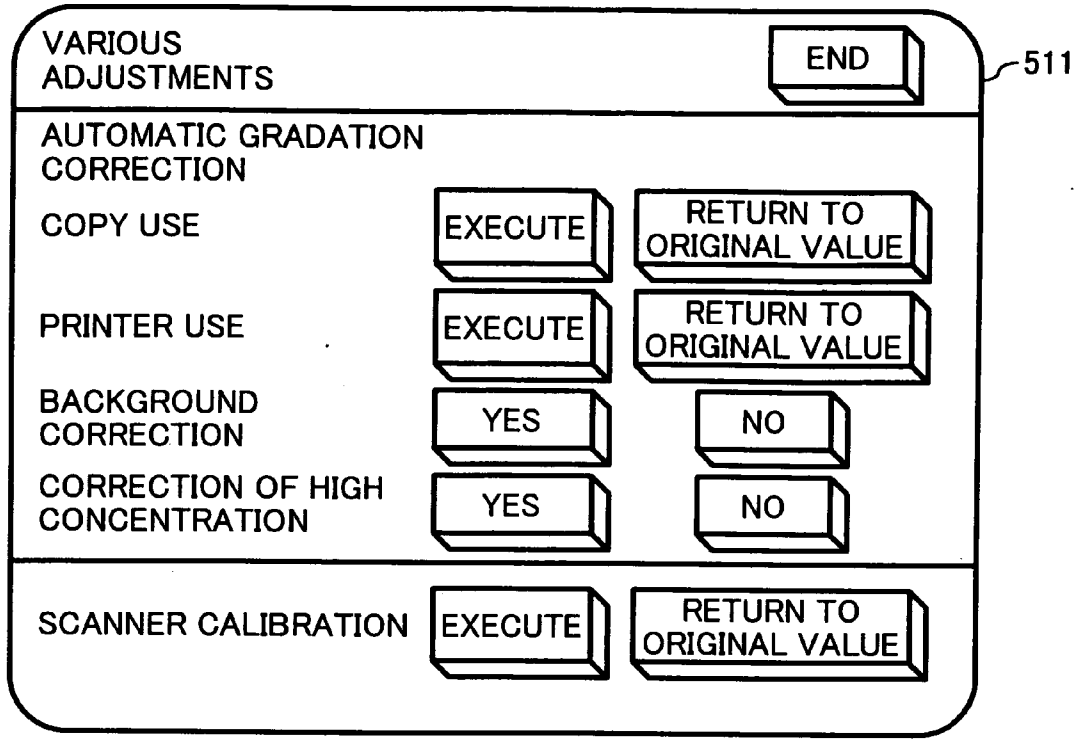 VARIOUS
ADJUSTMENTS
END
511
AUTOMATIC GRADATION
CORRECTION
COPY USE
EXECUTE
RETURN TO
ORIGINAL VALUE
PRINTER USE
EXECUTE
RETURN TO
ORIGINAL VALUE
BACKGROUND
CORRECTION
YES
NO
CORRECTION OF HIGH
CONCENTRATION
YES
NO
SCANNER CALIBRATION
EXECUTE
RETURN TO
ORIGINAL VALUE